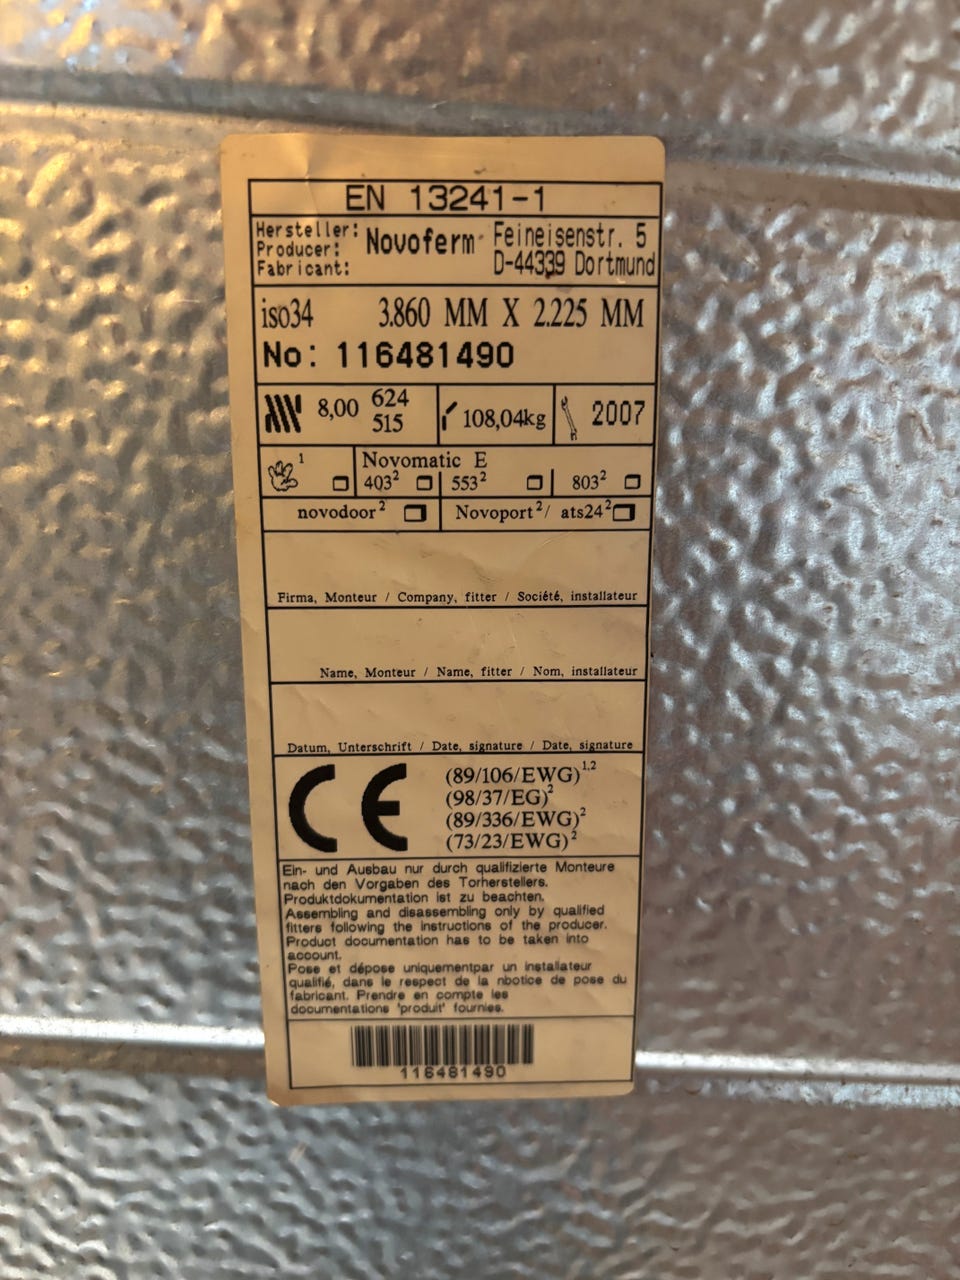 EN 13241-1
Hersteller:
Producer:
Fabricant:
Novoferm
Feineisenstr. 5
D-44339 Dortmund
iso34 3.860 MM X 2.225 MM
No: 116481490
8,00 624
515
108,04kg
2007
1
Novomatic E
403² 553² 803²
novodoor² Novoport²/ ats24²
Firma, Monteur / Company, fitter / Société, installateur
Name, Monteur / Name, fitter / Nom, installateur
Datum, Unterschrift / Date, signature / Date, signature
CE
(89/106/EWG)1,2
(98/37/EG)²
(89/336/EWG)²
(73/23/EWG)²
Ein- und Ausbau nur durch qualifizierte Monteure
nach den Vorgaben des Torherstellers.
Produktdokumentation ist zu beachten.
Assembling and disassembling only by qualified
fitters following the instructions of the producer.
Product documentation has to be taken into
account.
Pose et dépose uniquementpar un installateur
qualifié, dans le respect de la nbotice de pose du
fabricant. Prendre en compte les
documentations 'produit' fournies.
116481490